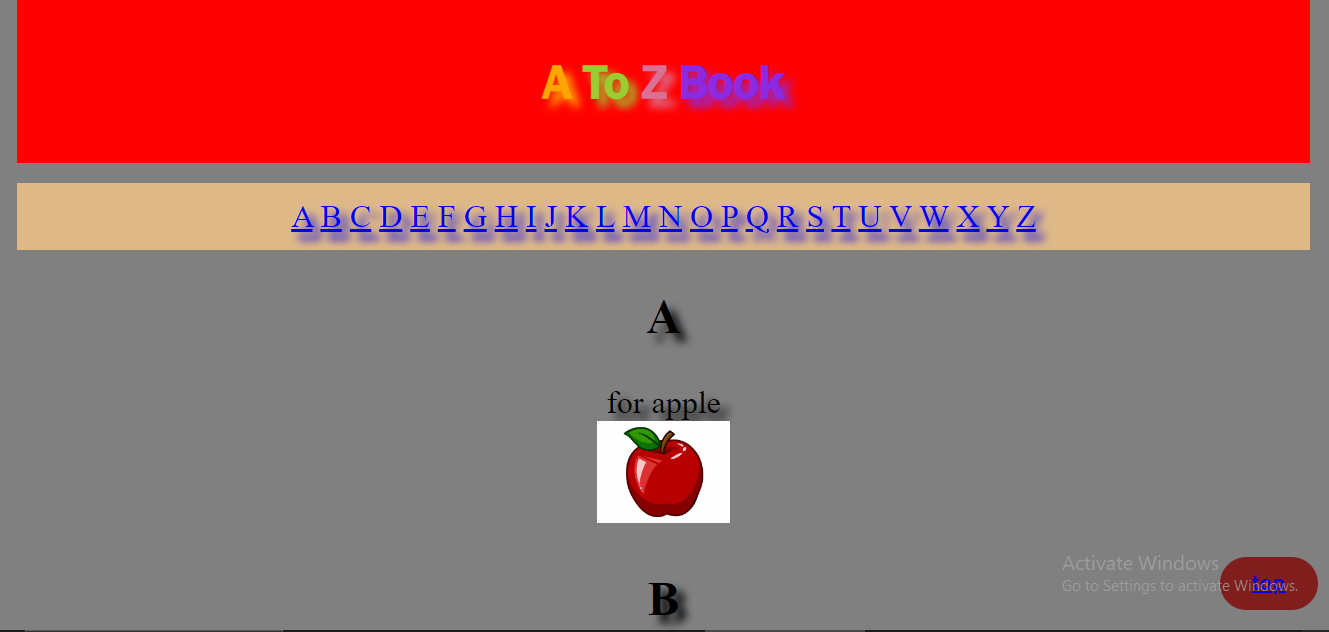 A To Z Book
A B C D E F G H I J K L M N O P Q R S T U V W X Y Z
A
for apple
B
Activate Windows
Go to Settings to activate Windows.
top